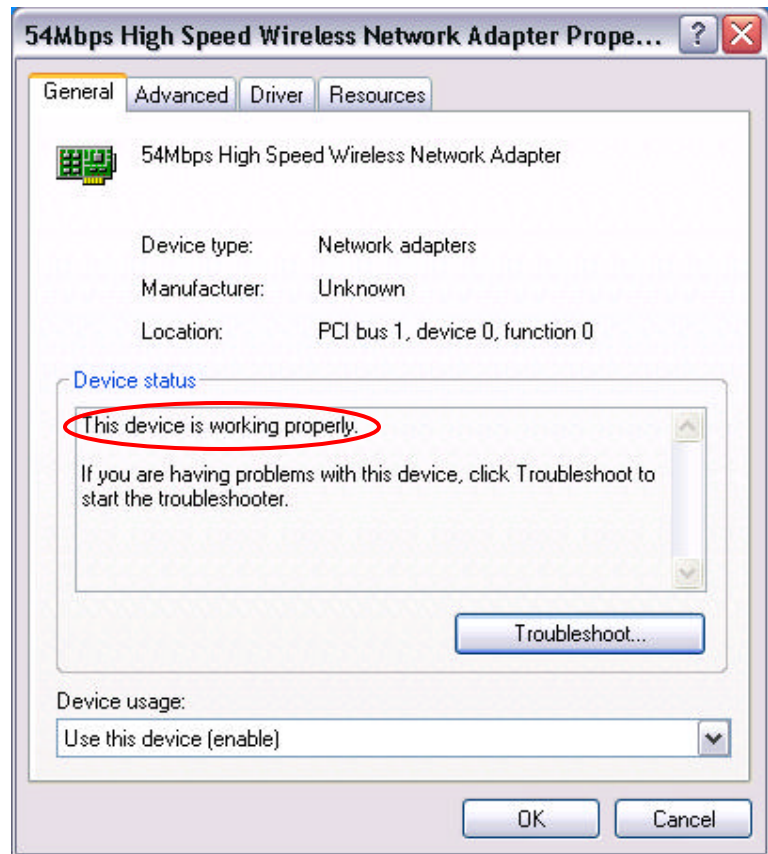 54Mbps High Speed Wireless Network Adapter Prope...
General Advanced Driver Resources
54Mbps High Speed Wireless Network Adapter
Device type: Network adapters
Manufacturer: Unknown
Location: PCI bus 1, device 0, function 0
Device status
This device is working properly.
If you are having problems with this device, click Troubleshoot to
start the troubleshooter.
Troubleshoot...
Device usage:
Use this device (enable)
OK Cancel